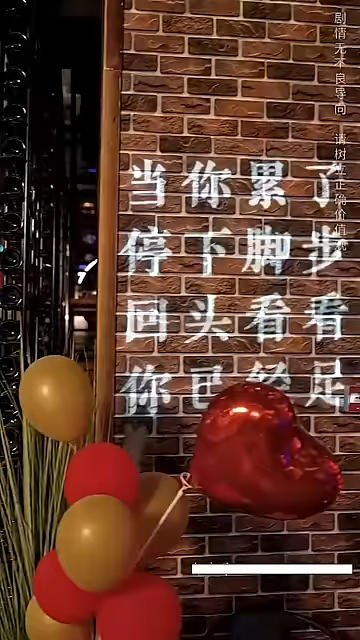 当你累了
停下脚步
回头看看
你已经足
剧情无不良导向 请树立正确价值观